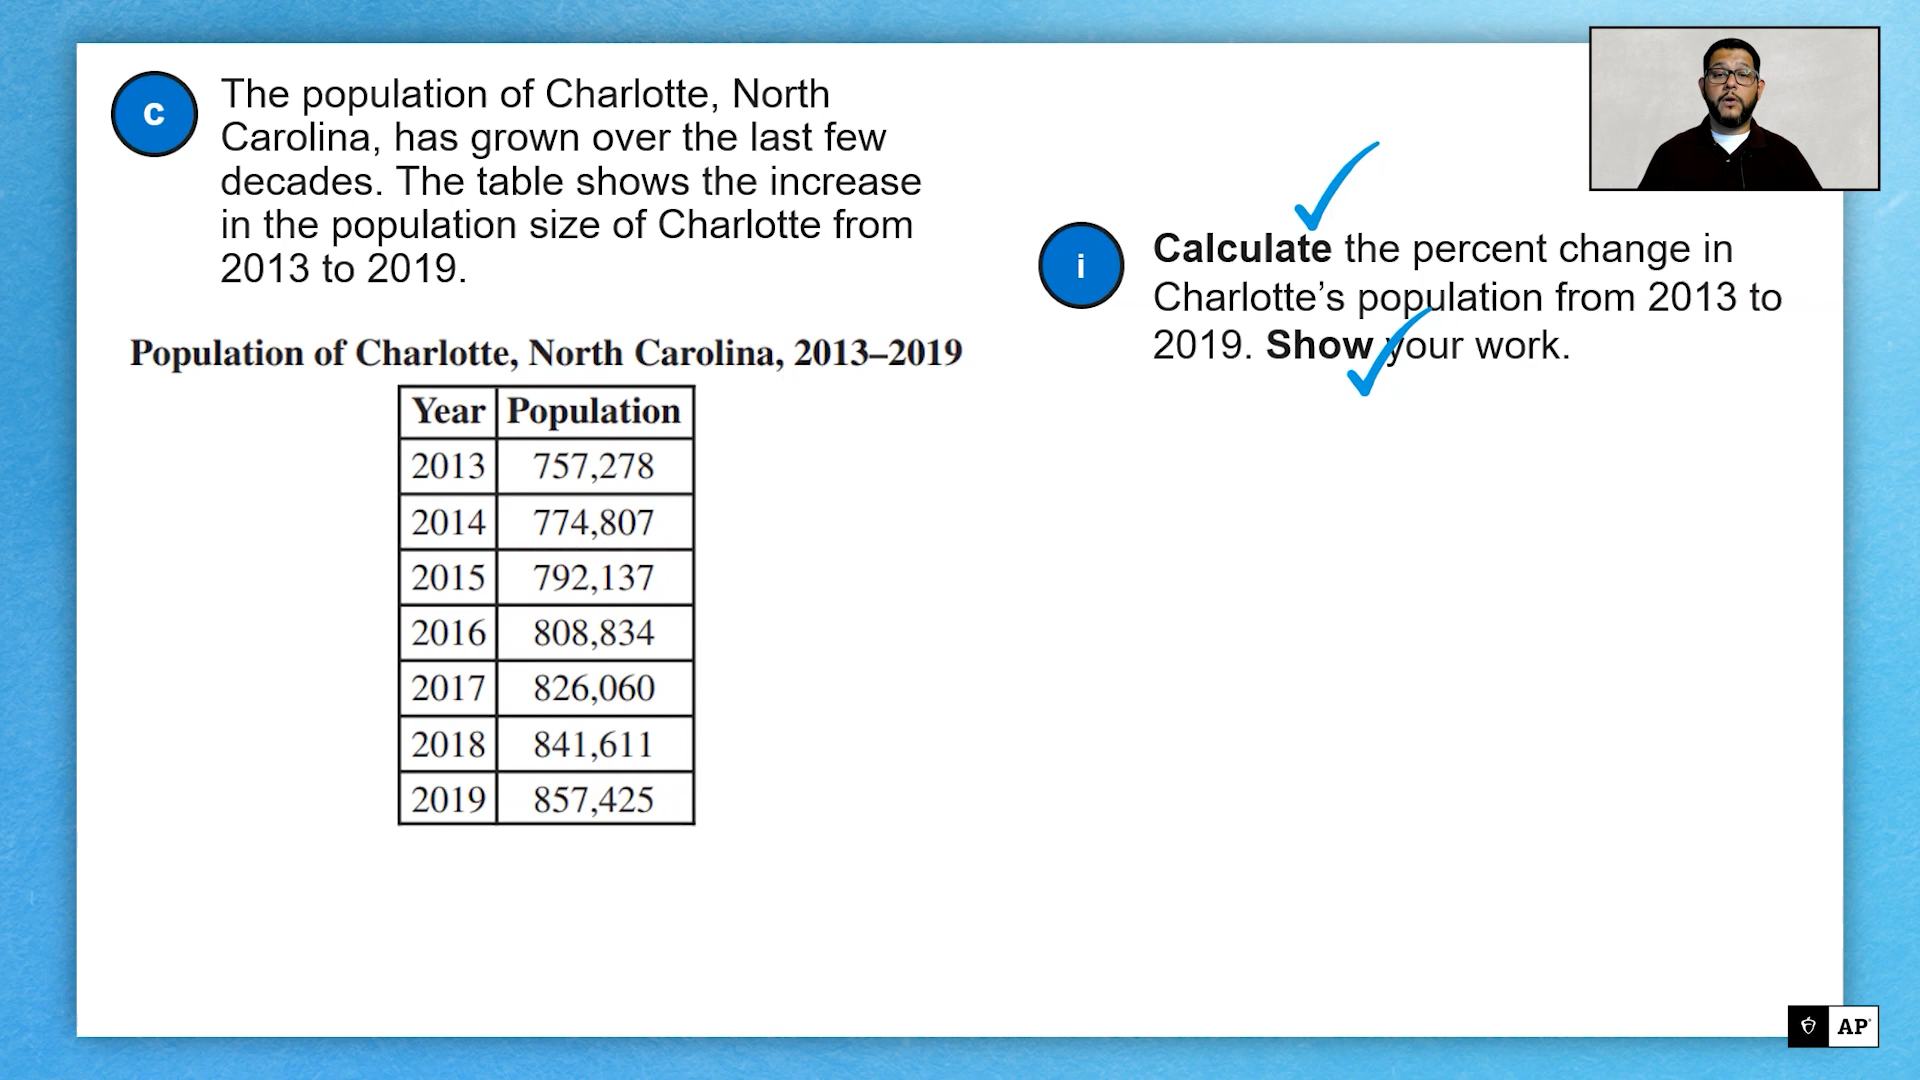 c
The population of Charlotte, North
Carolina, has grown over the last few
decades. The table shows the increase
in the population size of Charlotte from
2013 to 2019.
Population of Charlotte, North Carolina, 2013–2019
Year Population
2013 757,278
2014 774,807
2015 792,137
2016 808,834
2017 826,060
2018 841,611
2019 857,425
i
Calculate the percent change in
Charlotte’s population from 2013 to
2019. Show your work.
AP